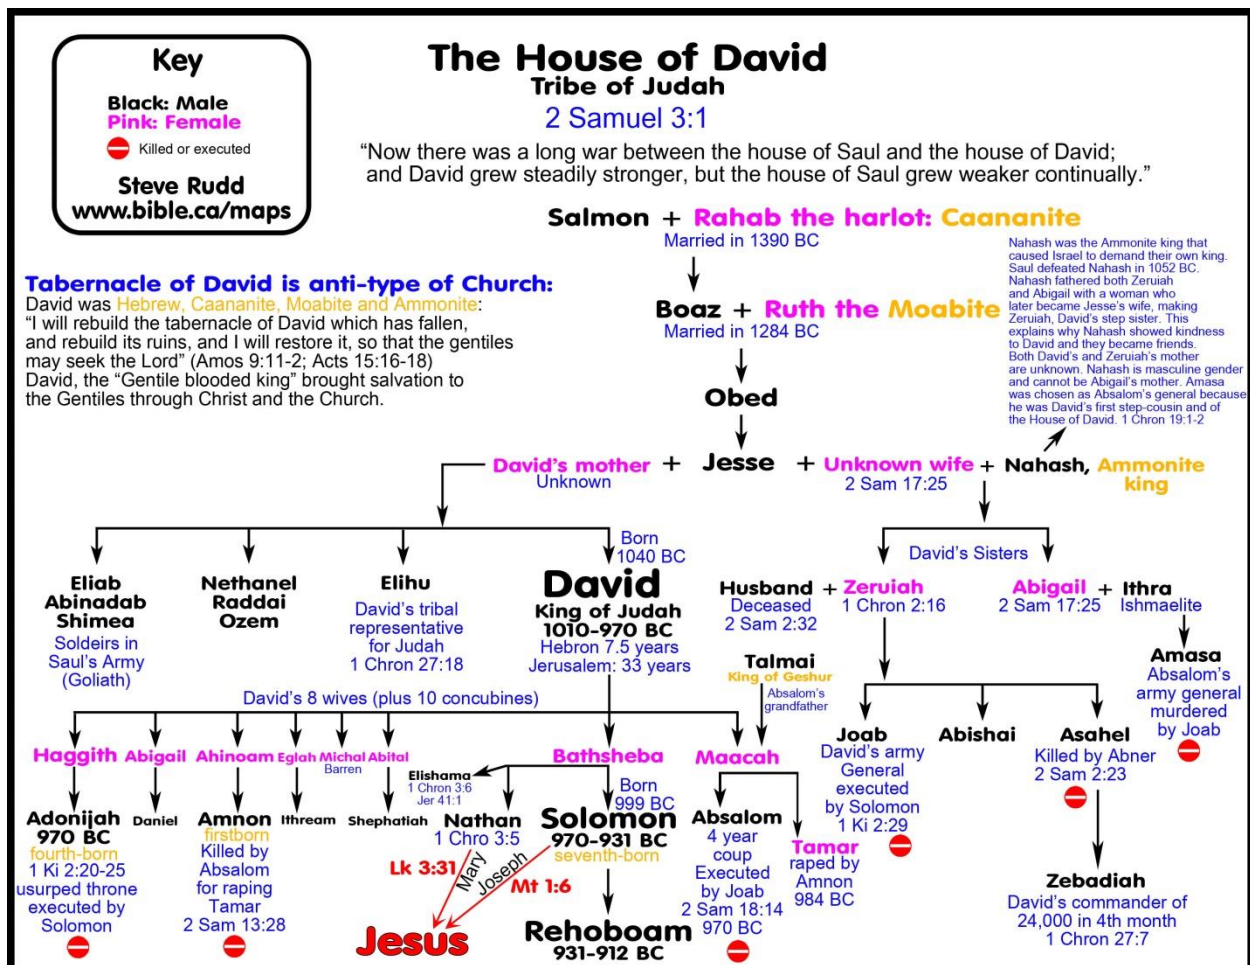 Key
Black: Male
Pink: Female
Killed or executed
Steve Rudd
www.bible.ca/maps
The House of David
Tribe of Judah
2 Samuel 3:1
“Now there was a long war between the house of Saul and the house of David;
and David grew steadily stronger, but the house of Saul grew weaker continually.”
Salmon + Rahab the harlot: Caananite
Married in 1390 BC
Boaz + Ruth the Moabite
Married in 1284 BC
Obed
Nahash was the Ammonite king that
caused Israel to demand their own king.
Saul defeated Nahash in 1052 BC.
Nahash fathered both Zeruiah
and Abigail with a woman who
later became Jesse's wife, making
Zeruiah, David's step sister. This
explains why Nahash showed kindness
to David and they became friends.
Both David's and Zeruiah's mother
are unknown. Nahash is masculine gender
and cannot be Abigail's mother. Amasa
was chosen as Absalom's general because
he was David's first step-cousin and of
the House of David. 1 Chron 19:1-2
Tabernacle of David is anti-type of Church:
David was Hebrew, Caananite, Moabite and Ammonite:
“I will rebuild the tabernacle of David which has fallen,
and rebuild its ruins, and I will restore it, so that the gentiles
may seek the Lord” (Amos 9:11-2; Acts 15:16-18)
David, the “Gentile blooded king” brought salvation to
the Gentiles through Christ and the Church.
David's mother + Jesse + Unknown wife + Nahash, Ammonite
king
Unknown
2 Sam 17:25
Eliab
Abinadab
Shimea
Soldeirs in
Saul's Army
(Goliath)
Nethanel
Raddai
Ozem
Elihu
David's tribal
representative
for Judah
1 Chron 27:18
Born
1040 BC
David
King of Judah
1010-970 BC
Hebron 7.5 years
Jerusalem: 33 years
David's Sisters
Husband + Zeruiah
Deceased
2 Sam 2:32
1 Chron 2:16
Abigail + Ithra
2 Sam 17:25
Ishmaelite
Amasa
Absalom's
army general
murdered
by Joab
Talmai
King of Geshur
Absalom's
grandfather
Joab
David's army
General
executed
by Solomon
1 Ki 2:29
Abishai
Asahel
Killed by Abner
2 Sam 2:23
Zebadiah
David's commander of
24,000 in 4th month
1 Chron 27:7
David's 8 wives (plus 10 concubines)
Haggith Abigail Ahinoam Eglah Michal Abital Bathsheba Maacah
Barren
Adonijah
970 BC
fourth-born
1 Ki 2:20-25
usurped throne
executed by
Solomon
Daniel
Amnon
firstborn
Killed by
Absalom
for raping
Tamar
2 Sam 13:28
Ithream
Shephatiah
Elishama
1 Chron 3:6
Jer 41:1
Nathan
1 Chro 3:5
Born
999 BC
Solomon
970-931 BC
seventh-born
Lk 3:31
Mary
Joseph
Mt 1:6
Jesus
Rehoboam
931-912 BC
Absalom
4 year
coup
Executed
by Joab
2 Sam 18:14
970 BC
Tamar
raped by
Amnon
984 BC